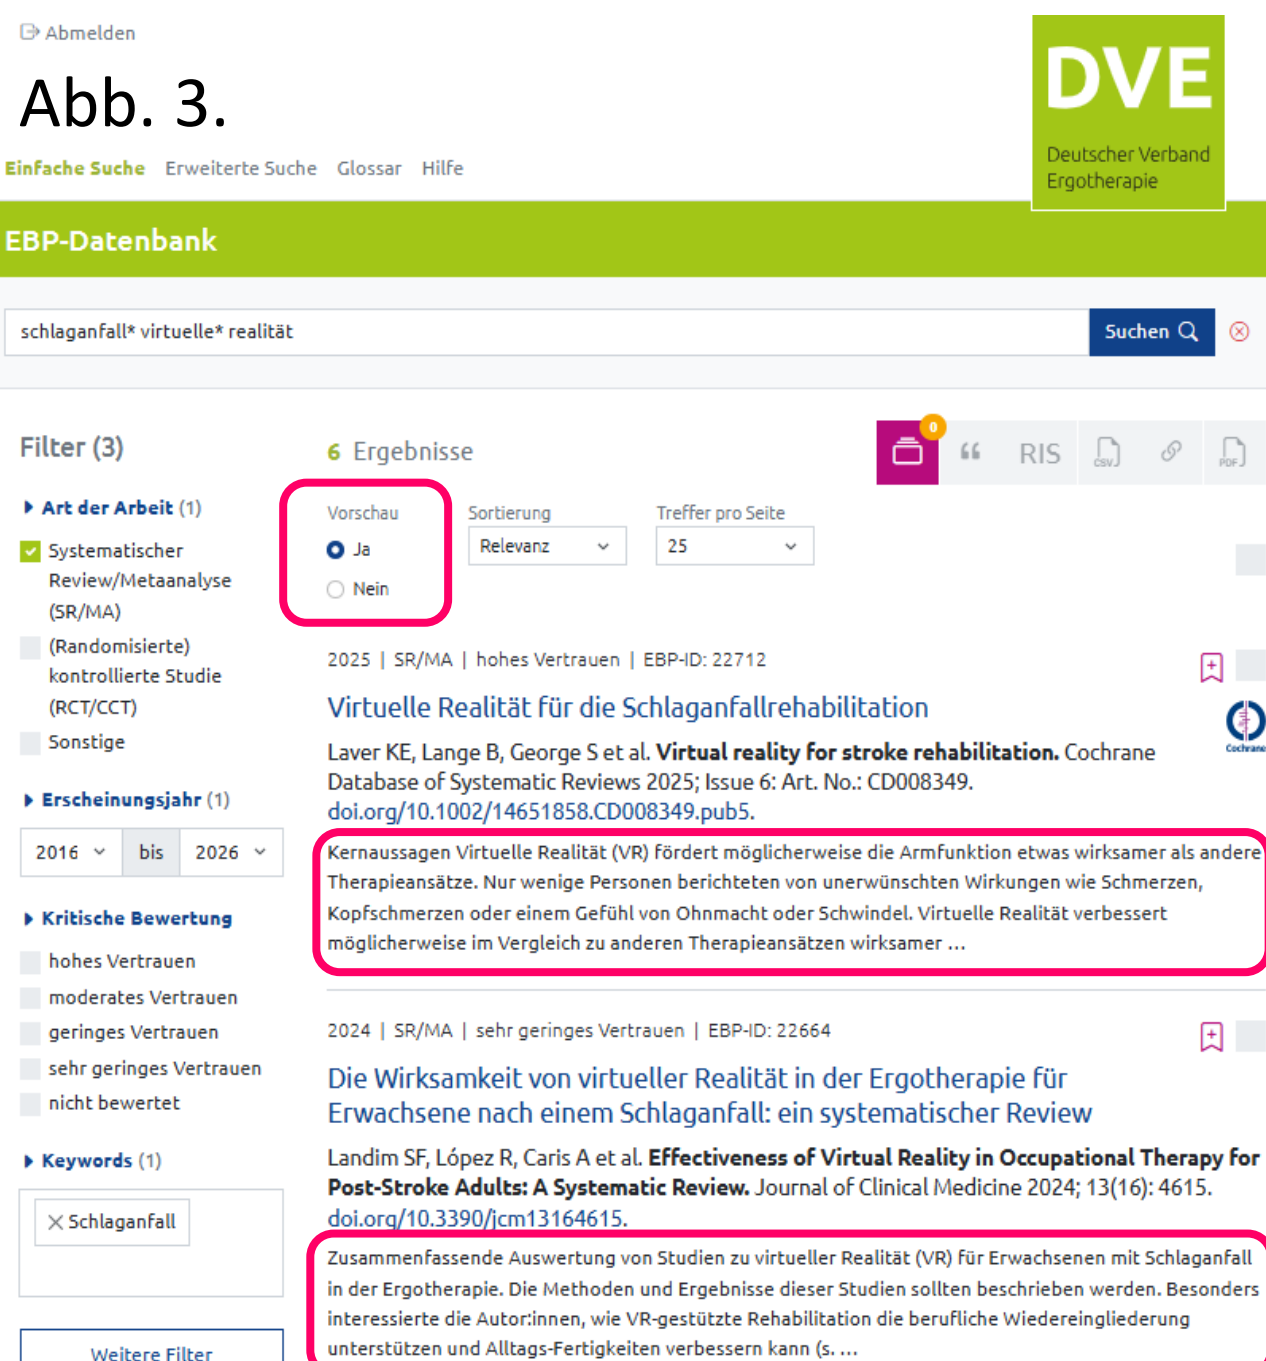 Abmelden
Abb. 3.
DVE
Deutscher Verband
Ergotherapie
Einfache Suche Erweiterte Suche Glossar Hilfe
EBP-Datenbank
schlaganfall* virtuelle* realität
Suchen
Filter (3)
Art der Arbeit (1)
Systematischer
Review/Metaanalyse
(SR/MA)
(Randomisierte)
kontrollierte Studie
(RCT/CCT)
Sonstige
Erscheinungsjahr (1)
2016 bis 2026
Kritische Bewertung
hohes Vertrauen
moderates Vertrauen
geringes Vertrauen
sehr geringes Vertrauen
nicht bewertet
Keywords (1)
Schlaganfall
Weitere Filter
6 Ergebnisse
0
RIS
CSV
PDF
Vorschau
Ja
Nein
Sortierung
Relevanz
Treffer pro Seite
25
2025 | SR/MA | hohes Vertrauen | EBP-ID: 22712
Virtuelle Realität für die Schlaganfallrehabilitation
Cochrane
Laver KE, Lange B, George S et al. Virtual reality for stroke rehabilitation. Cochrane
Database of Systematic Reviews 2025; Issue 6: Art. No.: CD008349.
doi.org/10.1002/14651858.CD008349.pub5.
Kernaussagen Virtuelle Realität (VR) fördert möglicherweise die Armfunktion etwas wirksamer als andere
Therapieansätze. Nur wenige Personen berichteten von unerwünschten Wirkungen wie Schmerzen,
Kopfschmerzen oder einem Gefühl von Ohnmacht oder Schwindel. Virtuelle Realität verbessert
möglicherweise im Vergleich zu anderen Therapieansätzen wirksamer ...
2024 | SR/MA | sehr geringes Vertrauen | EBP-ID: 22664
Die Wirksamkeit von virtueller Realität in der Ergotherapie für
Erwachsene nach einem Schlaganfall: ein systematischer Review
Landim SF, López R, Caris A et al. Effectiveness of Virtual Reality in Occupational Therapy for
Post-Stroke Adults: A Systematic Review. Journal of Clinical Medicine 2024; 13(16): 4615.
doi.org/10.3390/jcm13164615.
Zusammenfassende Auswertung von Studien zu virtueller Realität (VR) für Erwachsenen mit Schlaganfall
in der Ergotherapie. Die Methoden und Ergebnisse dieser Studien sollten beschrieben werden. Besonders
interessierte die Autor:innen, wie VR-gestützte Rehabilitation die berufliche Wiedereingliederung
unterstützen und Alltags-Fertigkeiten verbessern kann (s. ...